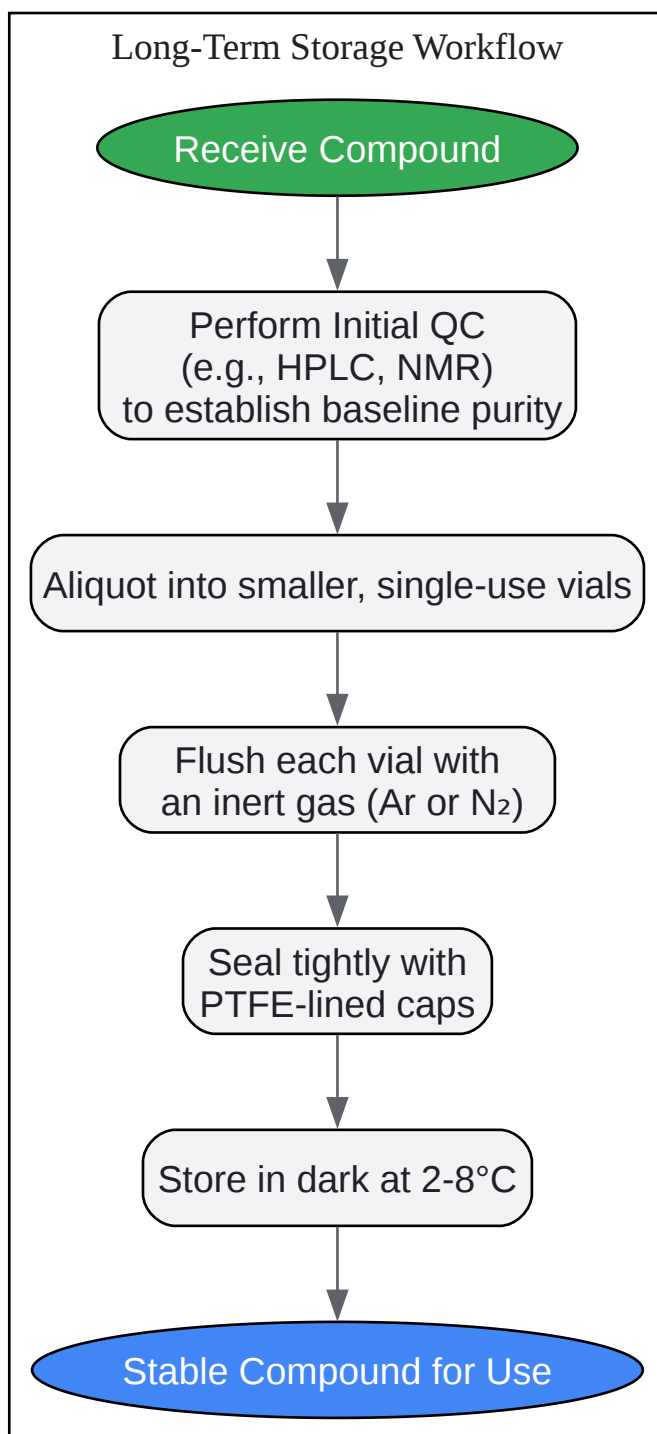 Long-Term Storage Workflow
Receive Compound
Perform Initial QC
(e.g., HPLC, NMR)
to establish baseline purity
Aliquot into smaller, single-use vials
Flush each vial with
an inert gas (Ar or N₂)
Seal tightly with
PTFE-lined caps
Store in dark at 2-8°C
Stable Compound for Use